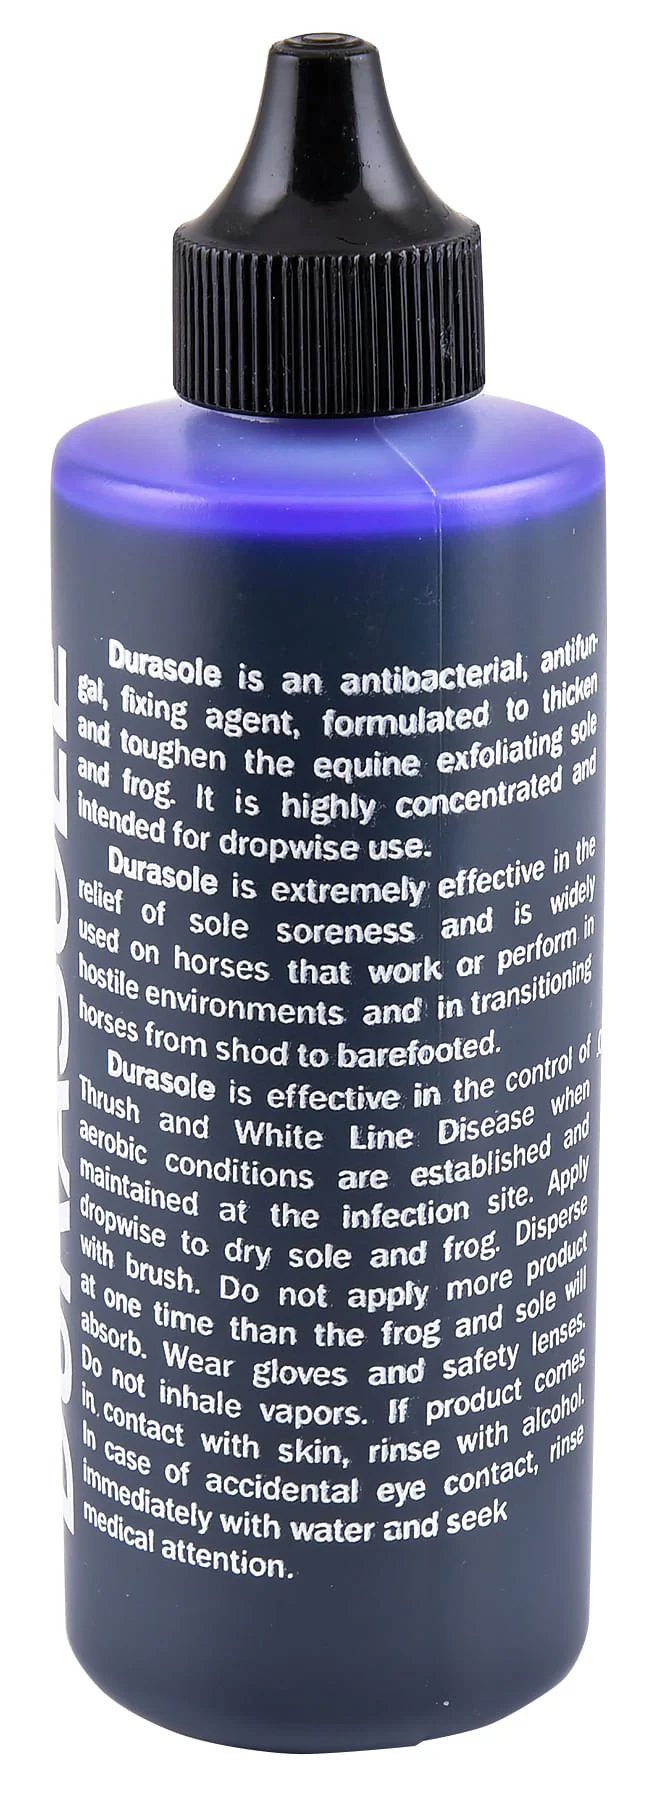 DURASOLE
Durasole is an antibacterial, antifun-
gal, fixing agent, formulated to thicken
and toughen the equine exfoliating sole
and frog. It is highly concentrated and
intended for dropwise use.
Durasole is extremely effective in the
relief of sole soreness and is widely
used on horses that work or perform in
hostile environments and in transitioning
horses from shod to barefooted.
Durasole is effective in the control of
Thrush and White Line Disease when
aerobic conditions are established and
maintained at the infection site. Apply
dropwise to dry sole and frog. Disperse
with brush. Do not apply more product
at one time than the frog and sole will
absorb. Wear gloves and safety lenses.
Do not inhale vapors. If product comes
in contact with skin, rinse with alcohol.
In case of accidental eye contact, rinse
immediately with water and seek
medical attention.